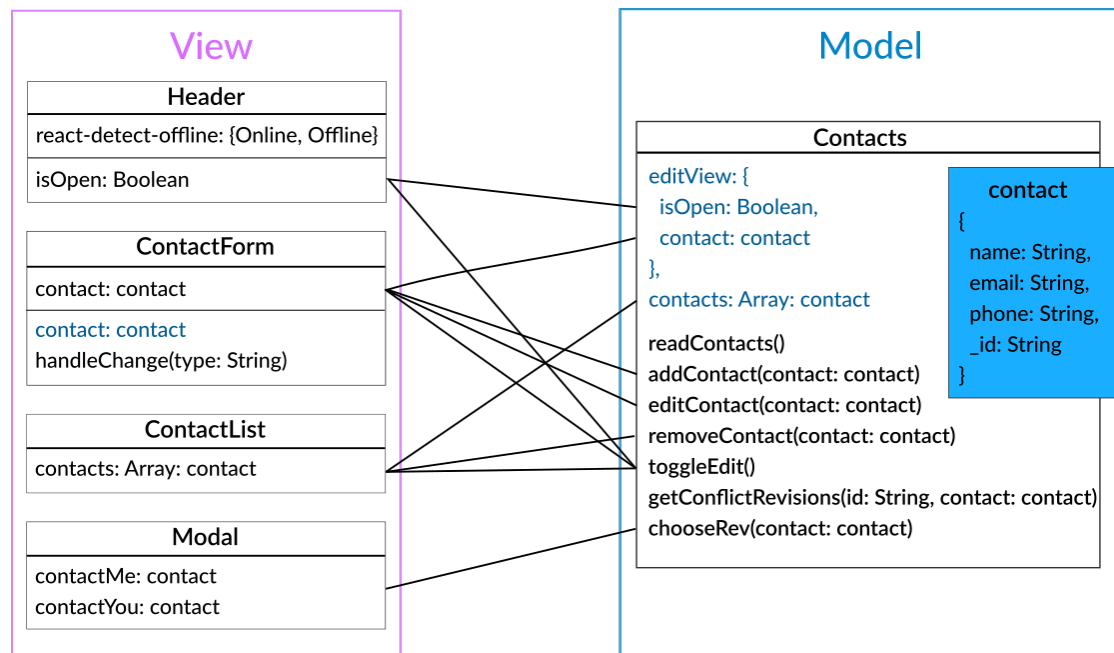 View
Header
react-detect-offline: {Online, Offline}
isOpen: Boolean
ContactForm
contact: contact
contact: contact
handleChange(type: String)
ContactList
contacts: Array: contact
Modal
contactMe: contact
contactYou: contact
Model
Contacts
editView: {
isOpen: Boolean,
contact: contact
},
contacts: Array: contact
readContacts()
addContact(contact: contact)
editContact(contact: contact)
removeContact(contact: contact)
toggleEdit()
getConflictRevisions(id: String, contact: contact)
chooseRev(contact: contact)
contact
{
name: String,
email: String,
phone: String,
_id: String
}